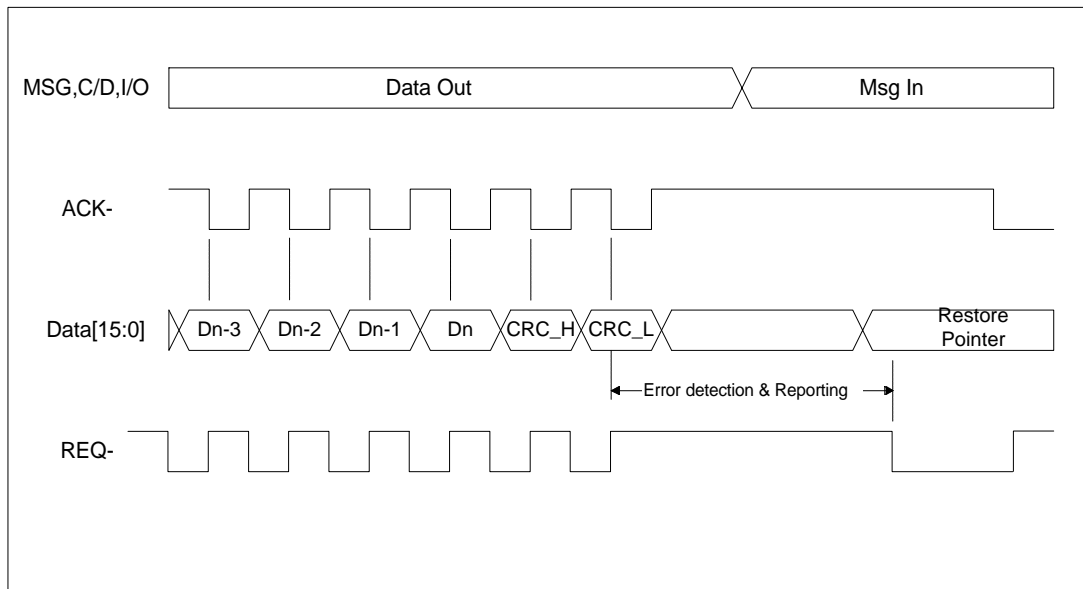 MSG,C/D,I/O
Data Out
Msg In
ACK-
Data[15:0]
Dn-3
Dn-2
Dn-1
Dn
CRC_H
CRC_L
Restore
Pointer
Error detection & Reporting
REQ-